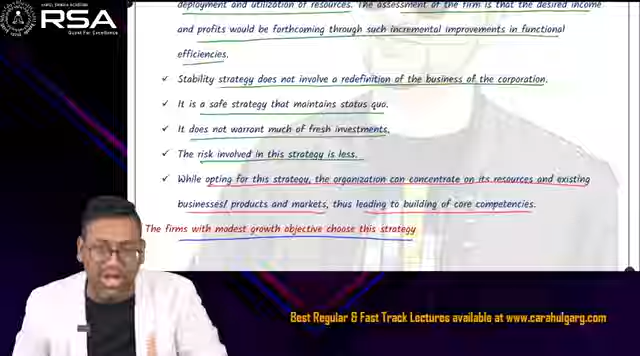 RAHUL GARG'S ACADEMY
RSA
Quest For Excellence
deployment and utilization of resources. The assessment of the firm is that the desired income
and profits would be forthcoming through such incremental improvements in functional
efficiencies.
✓ Stability strategy does not involve a redefinition of the business of the corporation.
✓ It is a safe strategy that maintains status quo.
✓ It does not warrant much of fresh investments.
✓ The risk involved in this strategy is less.
✓ While opting for this strategy, the organization can concentrate on its resources and existing
businesses/ products and markets, thus leading to building of core competencies.
The firms with modest growth objective choose this strategy
Best Regular & Fast Track Lectures available at www.carahulgarg.com